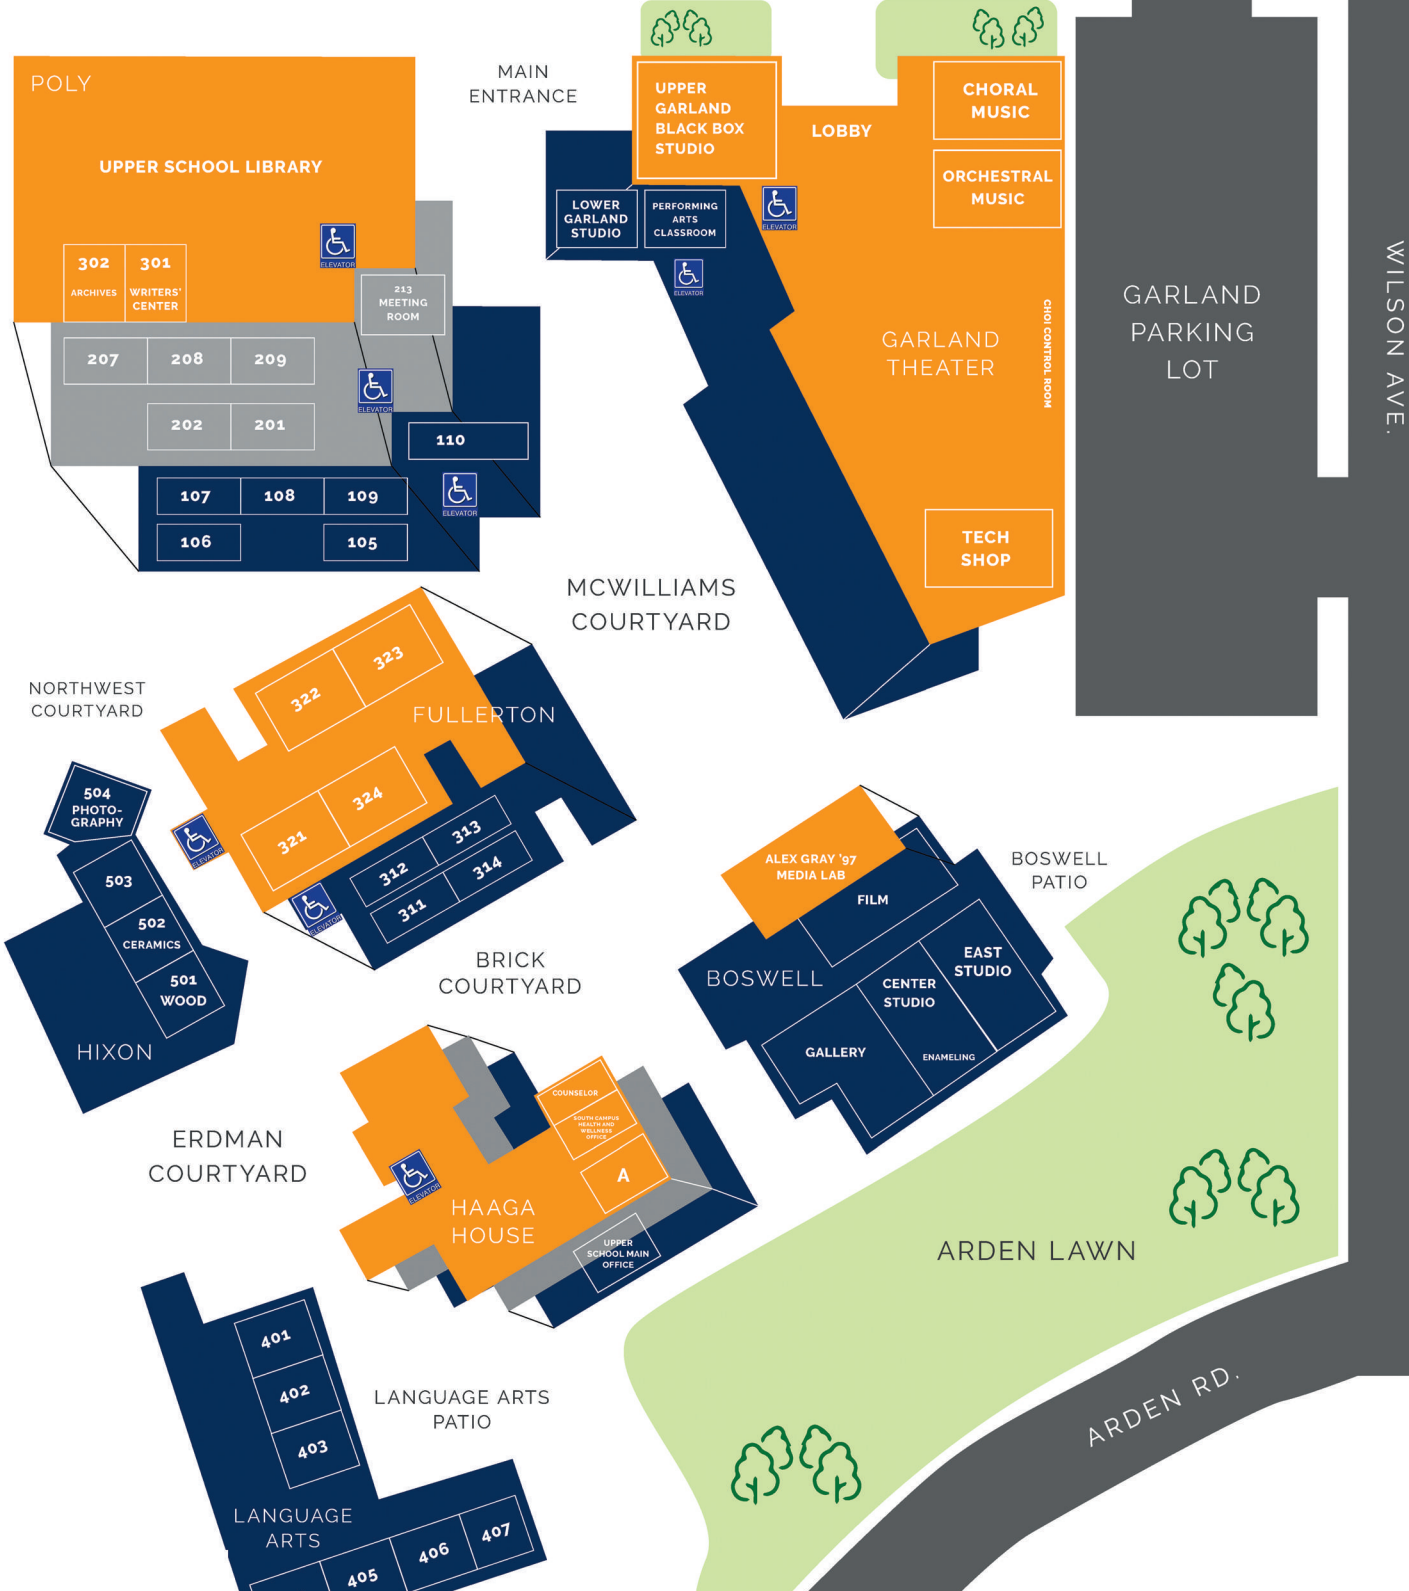 POLY
UPPER SCHOOL LIBRARY
ELEVATOR
302
ARCHIVES
301
WRITERS'
CENTER
213
MEETING
ROOM
207
208
209
ELEVATOR
202
201
110
ELEVATOR
107
108
109
106
105
MAIN
ENTRANCE
UPPER
GARLAND
BLACK BOX
STUDIO
LOBBY
CHORAL
MUSIC
ORCHESTRAL
MUSIC
LOWER
GARLAND
STUDIO
PERFORMING
ARTS
CLASSROOM
ELEVATOR
ELEVATOR
GARLAND
THEATER
CHOI CONTROL ROOM
TECH
SHOP
GARLAND
PARKING
LOT
WILSON AVE.
MCWILLIAMS
COURTYARD
NORTHWEST
COURTYARD
323
322
FULLERTON
324
321
ELEVATOR
313
312
314
311
ELEVATOR
504
PHOTO-
GRAPHY
503
502
CERAMICS
501
WOOD
HIXON
BRICK
COURTYARD
ALEX GRAY '97
MEDIA LAB
FILM
BOSWELL
PATIO
BOSWELL
EAST
STUDIO
CENTER
STUDIO
GALLERY
ENAMELING
ERDMAN
COURTYARD
COUNSELOR
SOUTH CAMPUS
HEALTH AND
WELLNESS
OFFICE
A
ELEVATOR
HAAGA
HOUSE
UPPER
SCHOOL MAIN
OFFICE
ARDEN LAWN
ARDEN RD.
401
402
403
LANGUAGE ARTS
PATIO
LANGUAGE
ARTS
405
406
407